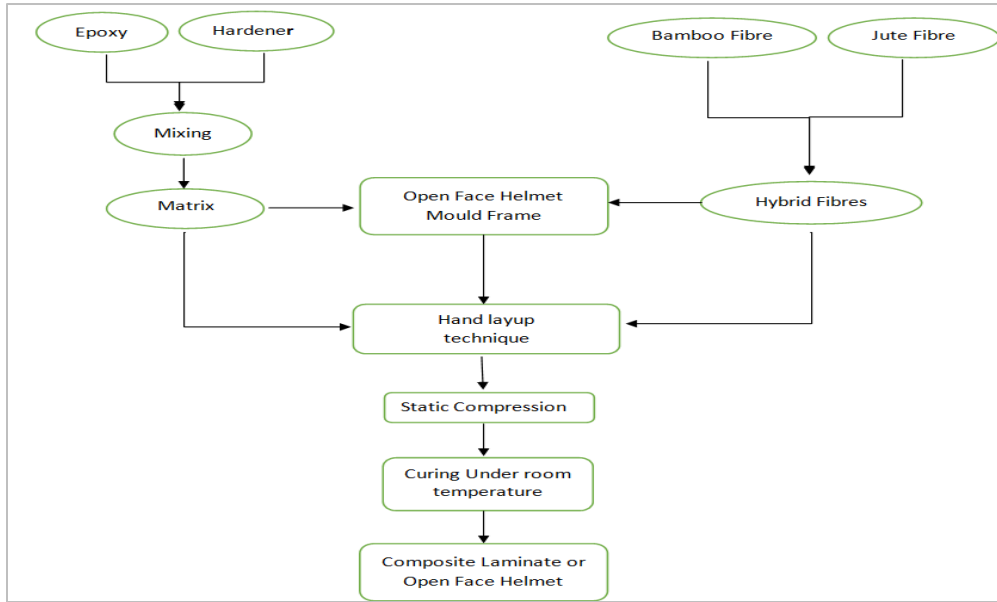 Epoxy
Hardener
Bamboo Fibre
Jute Fibre
Mixing
Matrix
Open Face Helmet
Mould Frame
Hybrid Fibres
Hand layup
technique
Static Compression
Curing Under room
temperature
Composite Laminate or
Open Face Helmet